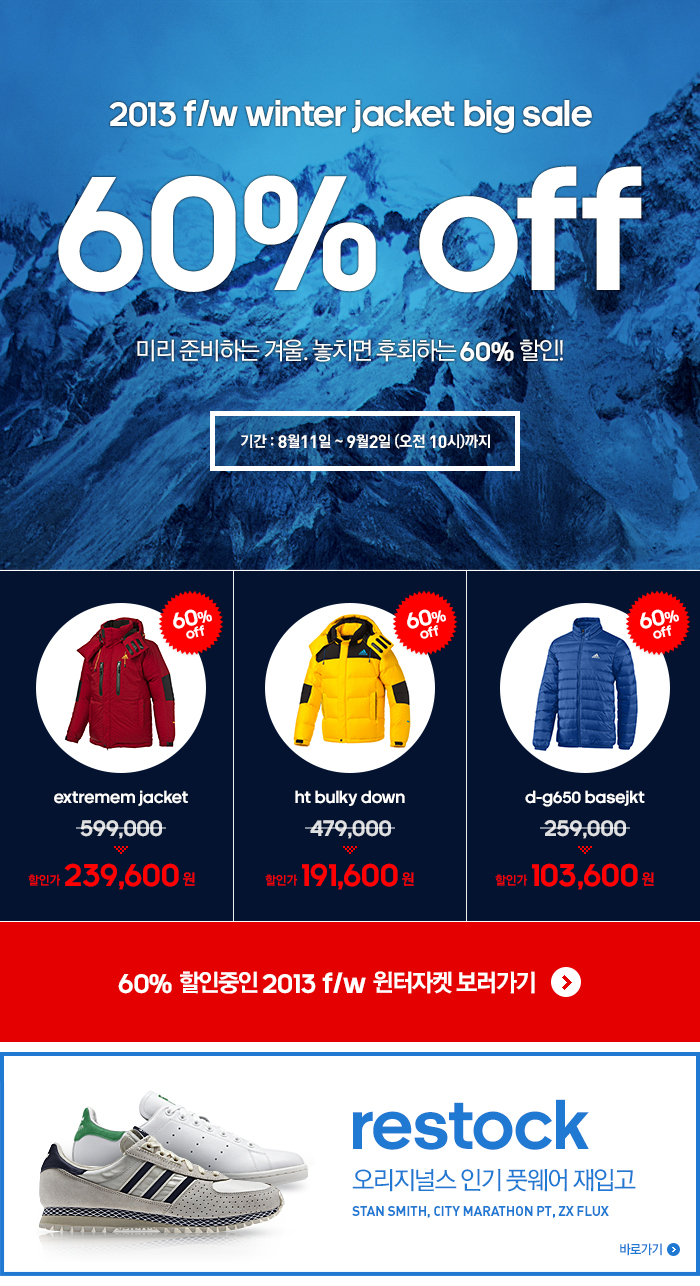 2013 f/w winter jacket big sale
60% off
미리 준비하는 겨울. 놓치면 후회하는 60% 할인!
기간 : 8월11일 ~ 9월2일 (오전 10시)까지
60% off
extremem jacket
599,000
할인가 239,600 원
60% off
ht bulky down
479,000
할인가 191,600 원
60% off
d-g650 basejkt
259,000
할인가 103,600 원
60% 할인중인 2013 f/w 윈터자켓 보러가기
restock
오리지널스 인기 풋웨어 재입고
STAN SMITH, CITY MARATHON PT, ZX FLUX
바로가기